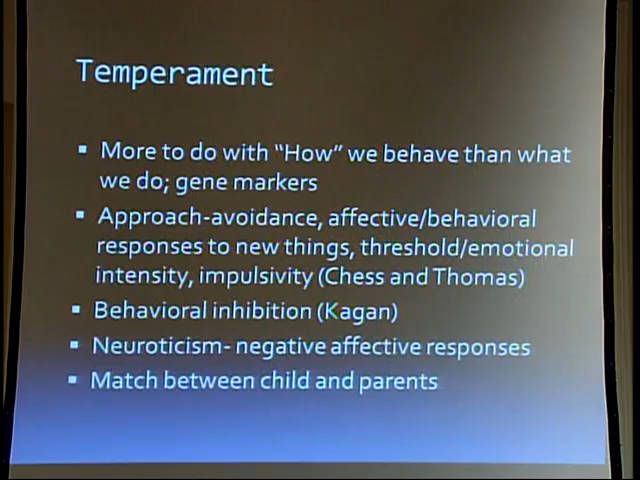 Temperament
▪ More to do with “How” we behave than what
we do; gene markers
▪ Approach-avoidance, affective/behavioral
responses to new things, threshold/emotional
intensity, impulsivity (Chess and Thomas)
▪ Behavioral inhibition (Kagan)
▪ Neuroticism- negative affective responses
▪ Match between child and parents